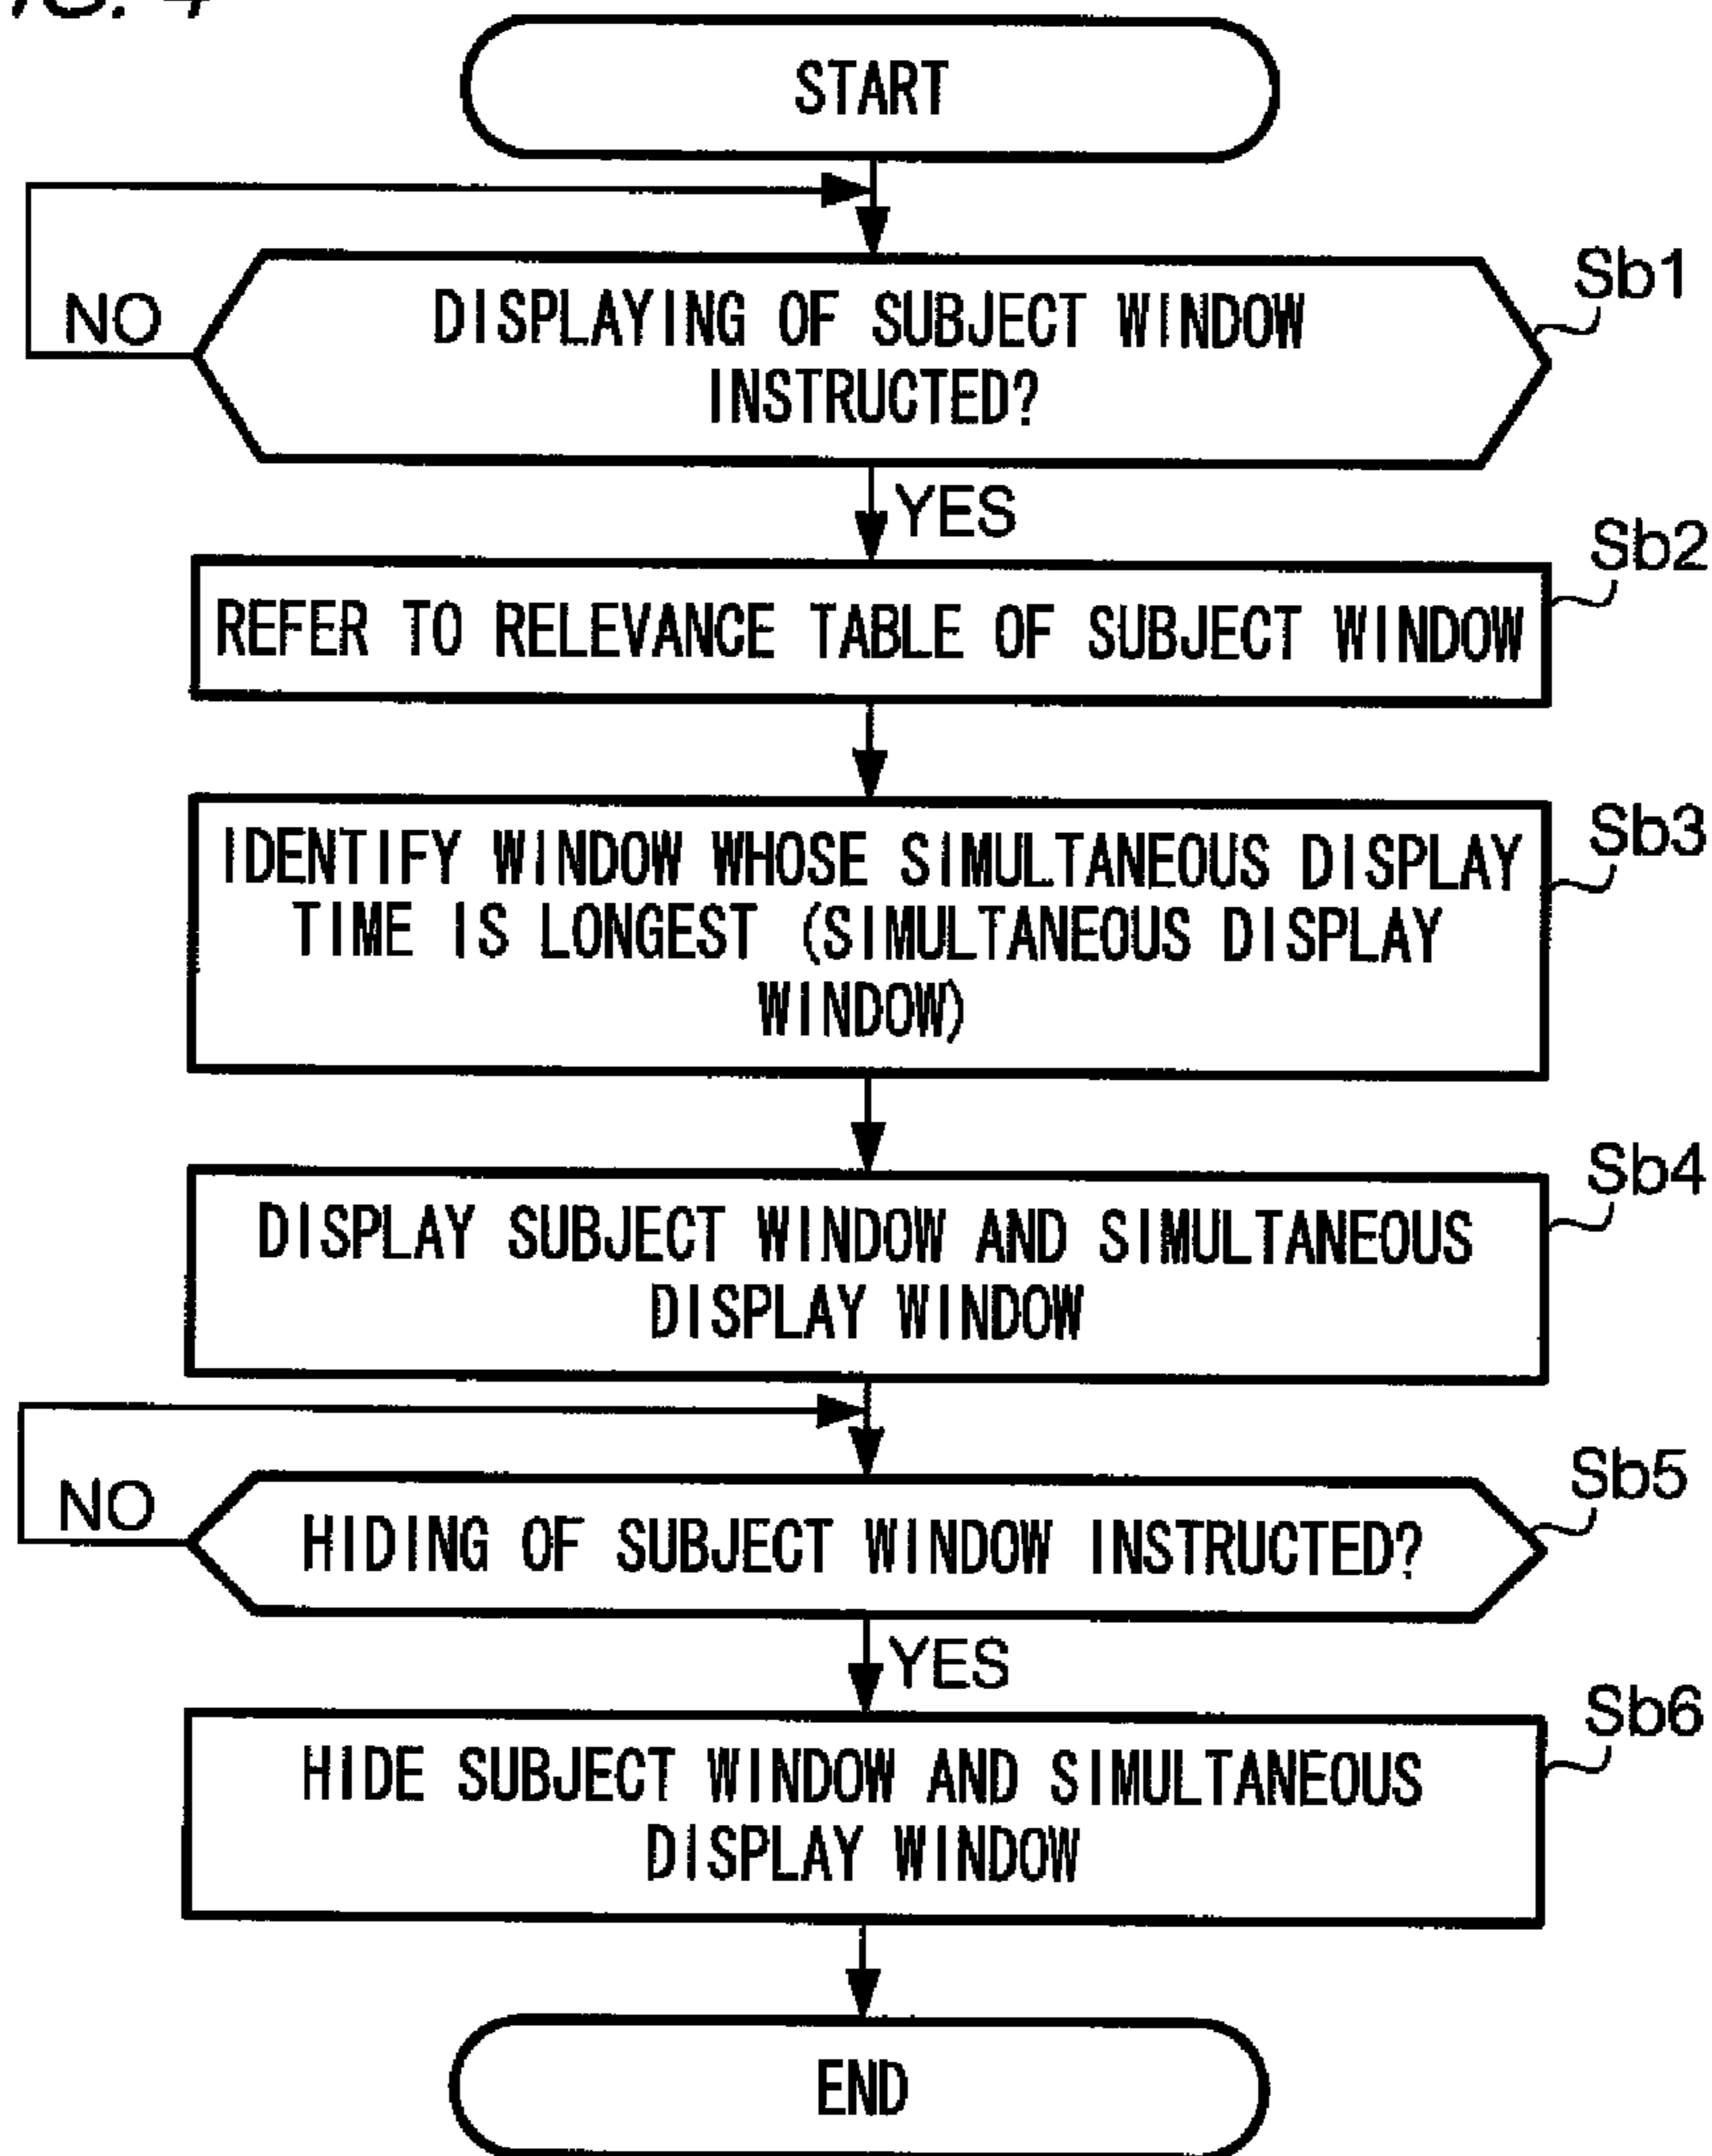 START
DISPLAYING OF SUBJECT WINDOW
INSTRUCTED?
Sb1
NO
YES
REFER TO RELEVANCE TABLE OF SUBJECT WINDOW
Sb2
IDENTIFY WINDOW WHOSE SIMULTANEOUS DISPLAY
TIME IS LONGEST (SIMULTANEOUS DISPLAY
WINDOW)
Sb3
DISPLAY SUBJECT WINDOW AND SIMULTANEOUS
DISPLAY WINDOW
Sb4
HIDING OF SUBJECT WINDOW INSTRUCTED?
Sb5
NO
YES
HIDE SUBJECT WINDOW AND SIMULTANEOUS
DISPLAY WINDOW
Sb6
END